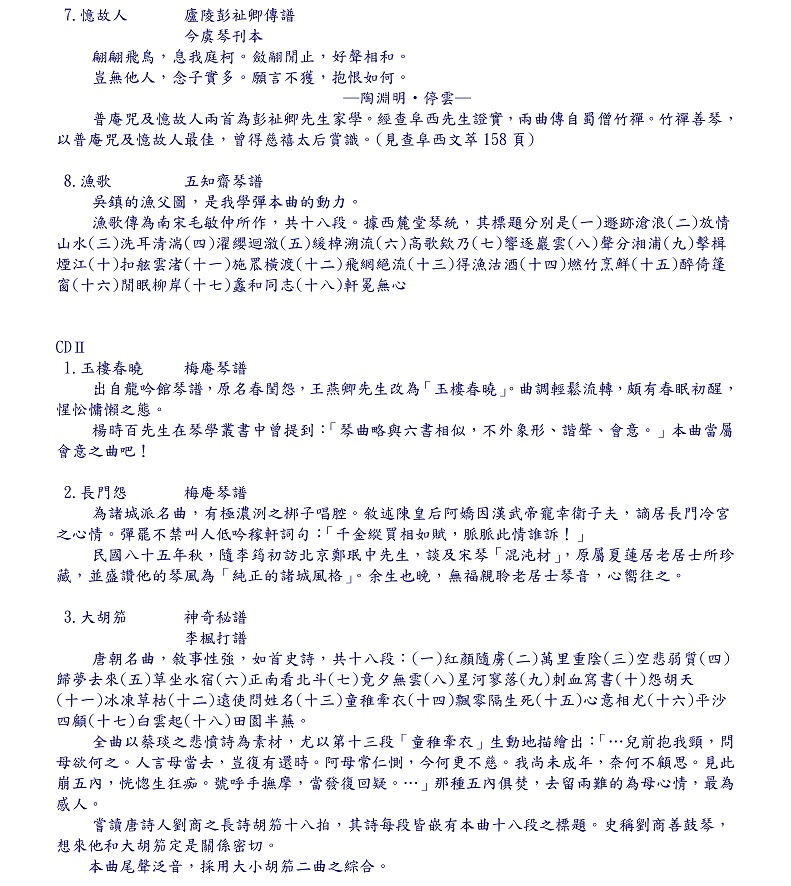 7.憶故人　　　廬陵彭祉卿傳譜
今虞琴刊本
翩翩飛鳥，息我庭柯。斂翮閒止，好聲相和。
豈無他人，念子實多。願言不獲，抱恨如何。
—陶淵明‧停雲—
普庵咒及憶故人兩首為彭祉卿先生家學。經查阜西先生證實，兩曲傳自蜀僧竹禪。竹禪善琴，
以普庵咒及憶故人最佳，曾得慈禧太后賞識。(見查阜西文萃158頁)
8.漁歌　　　五知齋琴譜
吳鎮的漁父圖，是我學彈本曲的動力。
漁歌傳為南宋毛敏仲所作，共十八段。據西麓堂琴統，其標題分別是(一)遯跡滄浪(二)放情
山水(三)洗耳清湍(四)濯纓迴瀲(五)緩棹溯流(六)高歌欸乃(七)響逐巖雲(八)聲分湘浦(九)擊楫
煙江(十)扣舷雲渚(十一)施罛橫渡(十二)飛網絕流(十三)得漁沽酒(十四)燃竹烹鮮(十五)醉倚篷
窗(十六)閒眠柳岸(十七)蠡和同志(十八)軒冕無心
CDⅡ
1.玉樓春曉　　　梅庵琴譜
出自龍吟館琴譜，原名春閨怨，王燕卿先生改為「玉樓春曉」。曲調輕鬆流轉，頗有春眠初醒，
惺忪慵懶之態。
楊時百先生在琴學叢書中曾提到：「琴曲略與六書相似，不外象形、諧聲、會意。」本曲當屬
會意之曲吧！
2.長門怨　　　梅庵琴譜
為諸城派名曲，有極濃洌之梆子唱腔。敘述陳皇后阿嬌因漢武帝寵幸衛子夫，謫居長門冷宮
之心情。彈罷不禁叫人低吟稼軒詞句：「千金縱買相如賦，脈脈此情誰訴！」
民國八十五年秋，隨李筠初訪北京鄭珉中先生，談及宋琴「混沌材」，原屬夏蓮居老居士所珍
藏，並盛讚他的琴風為「純正的諸城風格」。余生也晚，無福親聆老居士琴音，心嚮往之。
3.大胡笳　　　神奇秘譜
李楓打譜
唐朝名曲，敘事性強，如首史詩，共十八段：(一)紅顏隨虜(二)萬里重陰(三)空悲弱質(四)
歸夢去來(五)草坐水宿(六)正南看北斗(七)竟夕無雲(八)星河寥落(九)刺血寫書(十)怨胡天
(十一)冰凍草枯(十二)遠使問姓名(十三)童稚牽衣(十四)飄零隔生死(十五)心意相尤(十六)平沙
四顧(十七)白雲起(十八)田園半蕪。
全曲以蔡琰之悲憤詩為素材，尤以第十三段「童稚牽衣」生動地描繪出：「…兒前抱我頸，問
母欲何之。人言母當去，豈復有還時。阿母常仁惻，今何更不慈。我尚未成年，奈何不顧思。見此
崩五內，恍惚生狂痴。號呼手撫摩，當發復回疑。…」那種五內俱焚，去留兩難的為母心情，最為
感人。
嘗讀唐詩人劉商之長詩胡笳十八拍，其詩每段皆嵌有本曲十八段之標題。史稱劉商善鼓琴，
想來他和大胡笳定是關係密切。
本曲尾聲泛音，採用大小胡笳二曲之綜合。